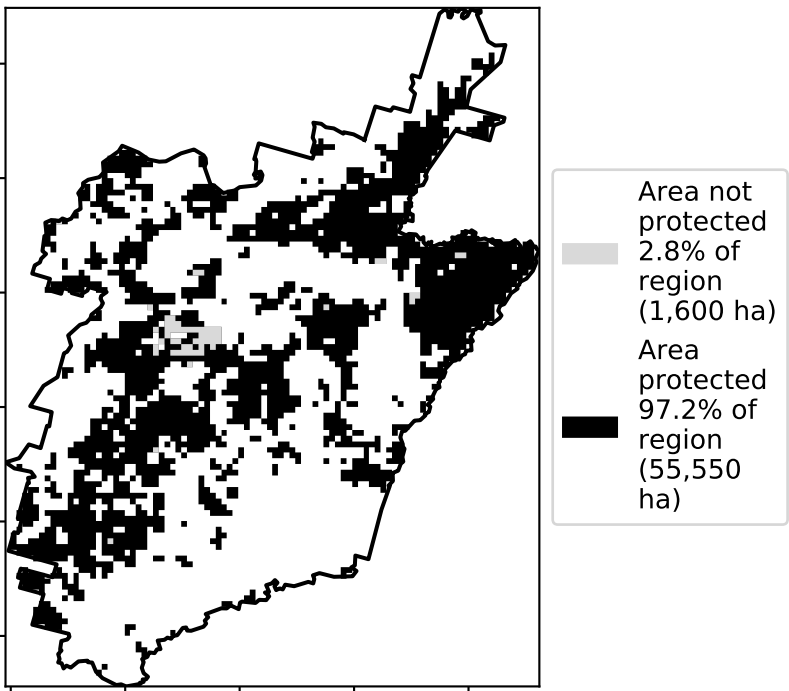 Area not
protected
2.8% of
region
(1,600 ha)
Area
protected
97.2% of
region
(55,550
ha)